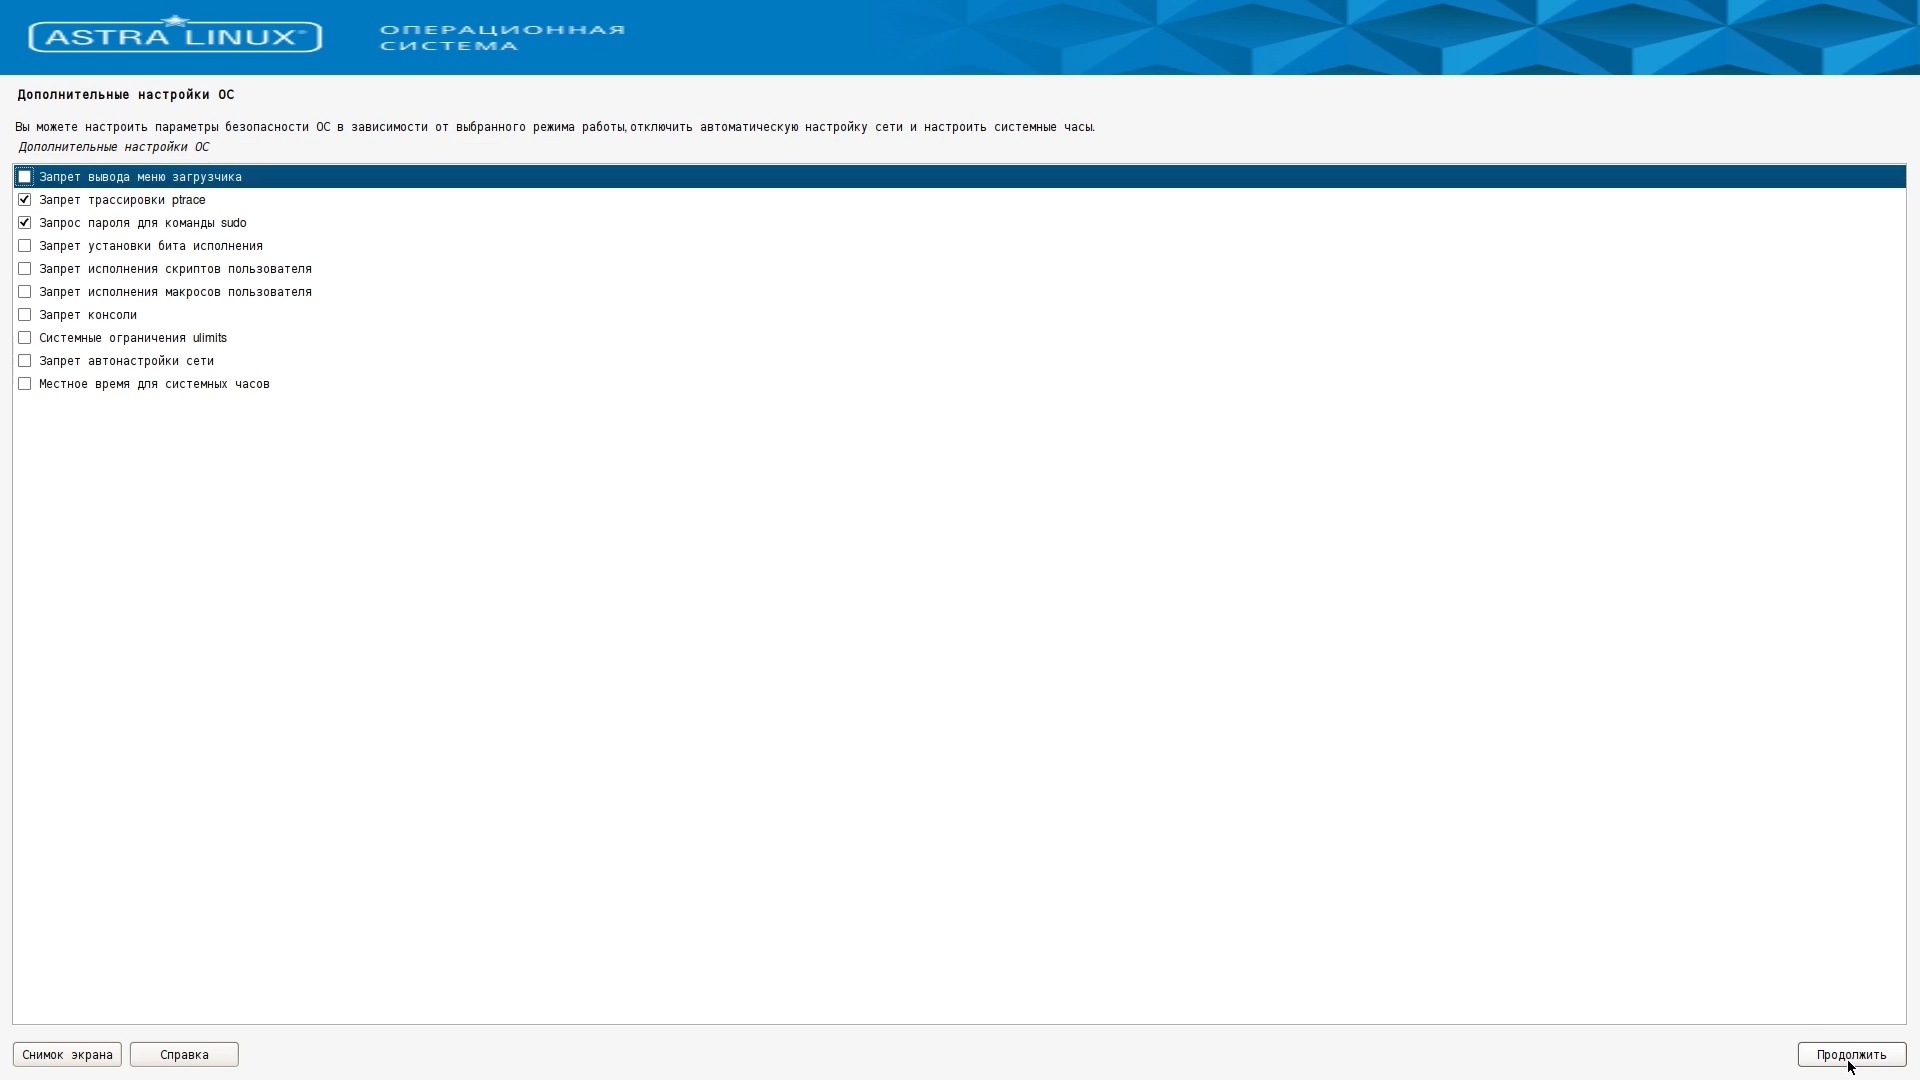 ASTRA LINUX®
ОПЕРАЦИОННАЯ
СИСТЕМА
Дополнительные настройки ОС
Вы можете настроить параметры безопасности ОС в зависимости от выбранного режима работы, отключить автоматическую настройку сети и настроить системные часы.
Дополнительные настройки ОС
Запрет вывода меню загрузчика
Запрет трассировки ptrace
Запрос пароля для команды sudo
Запрет установки бита исполнения
Запрет исполнения скриптов пользователя
Запрет исполнения макросов пользователя
Запрет консоли
Системные ограничения ulimits
Запрет автонастройки сети
Местное время для системных часов
Снимок экрана
Справка
Продолжить